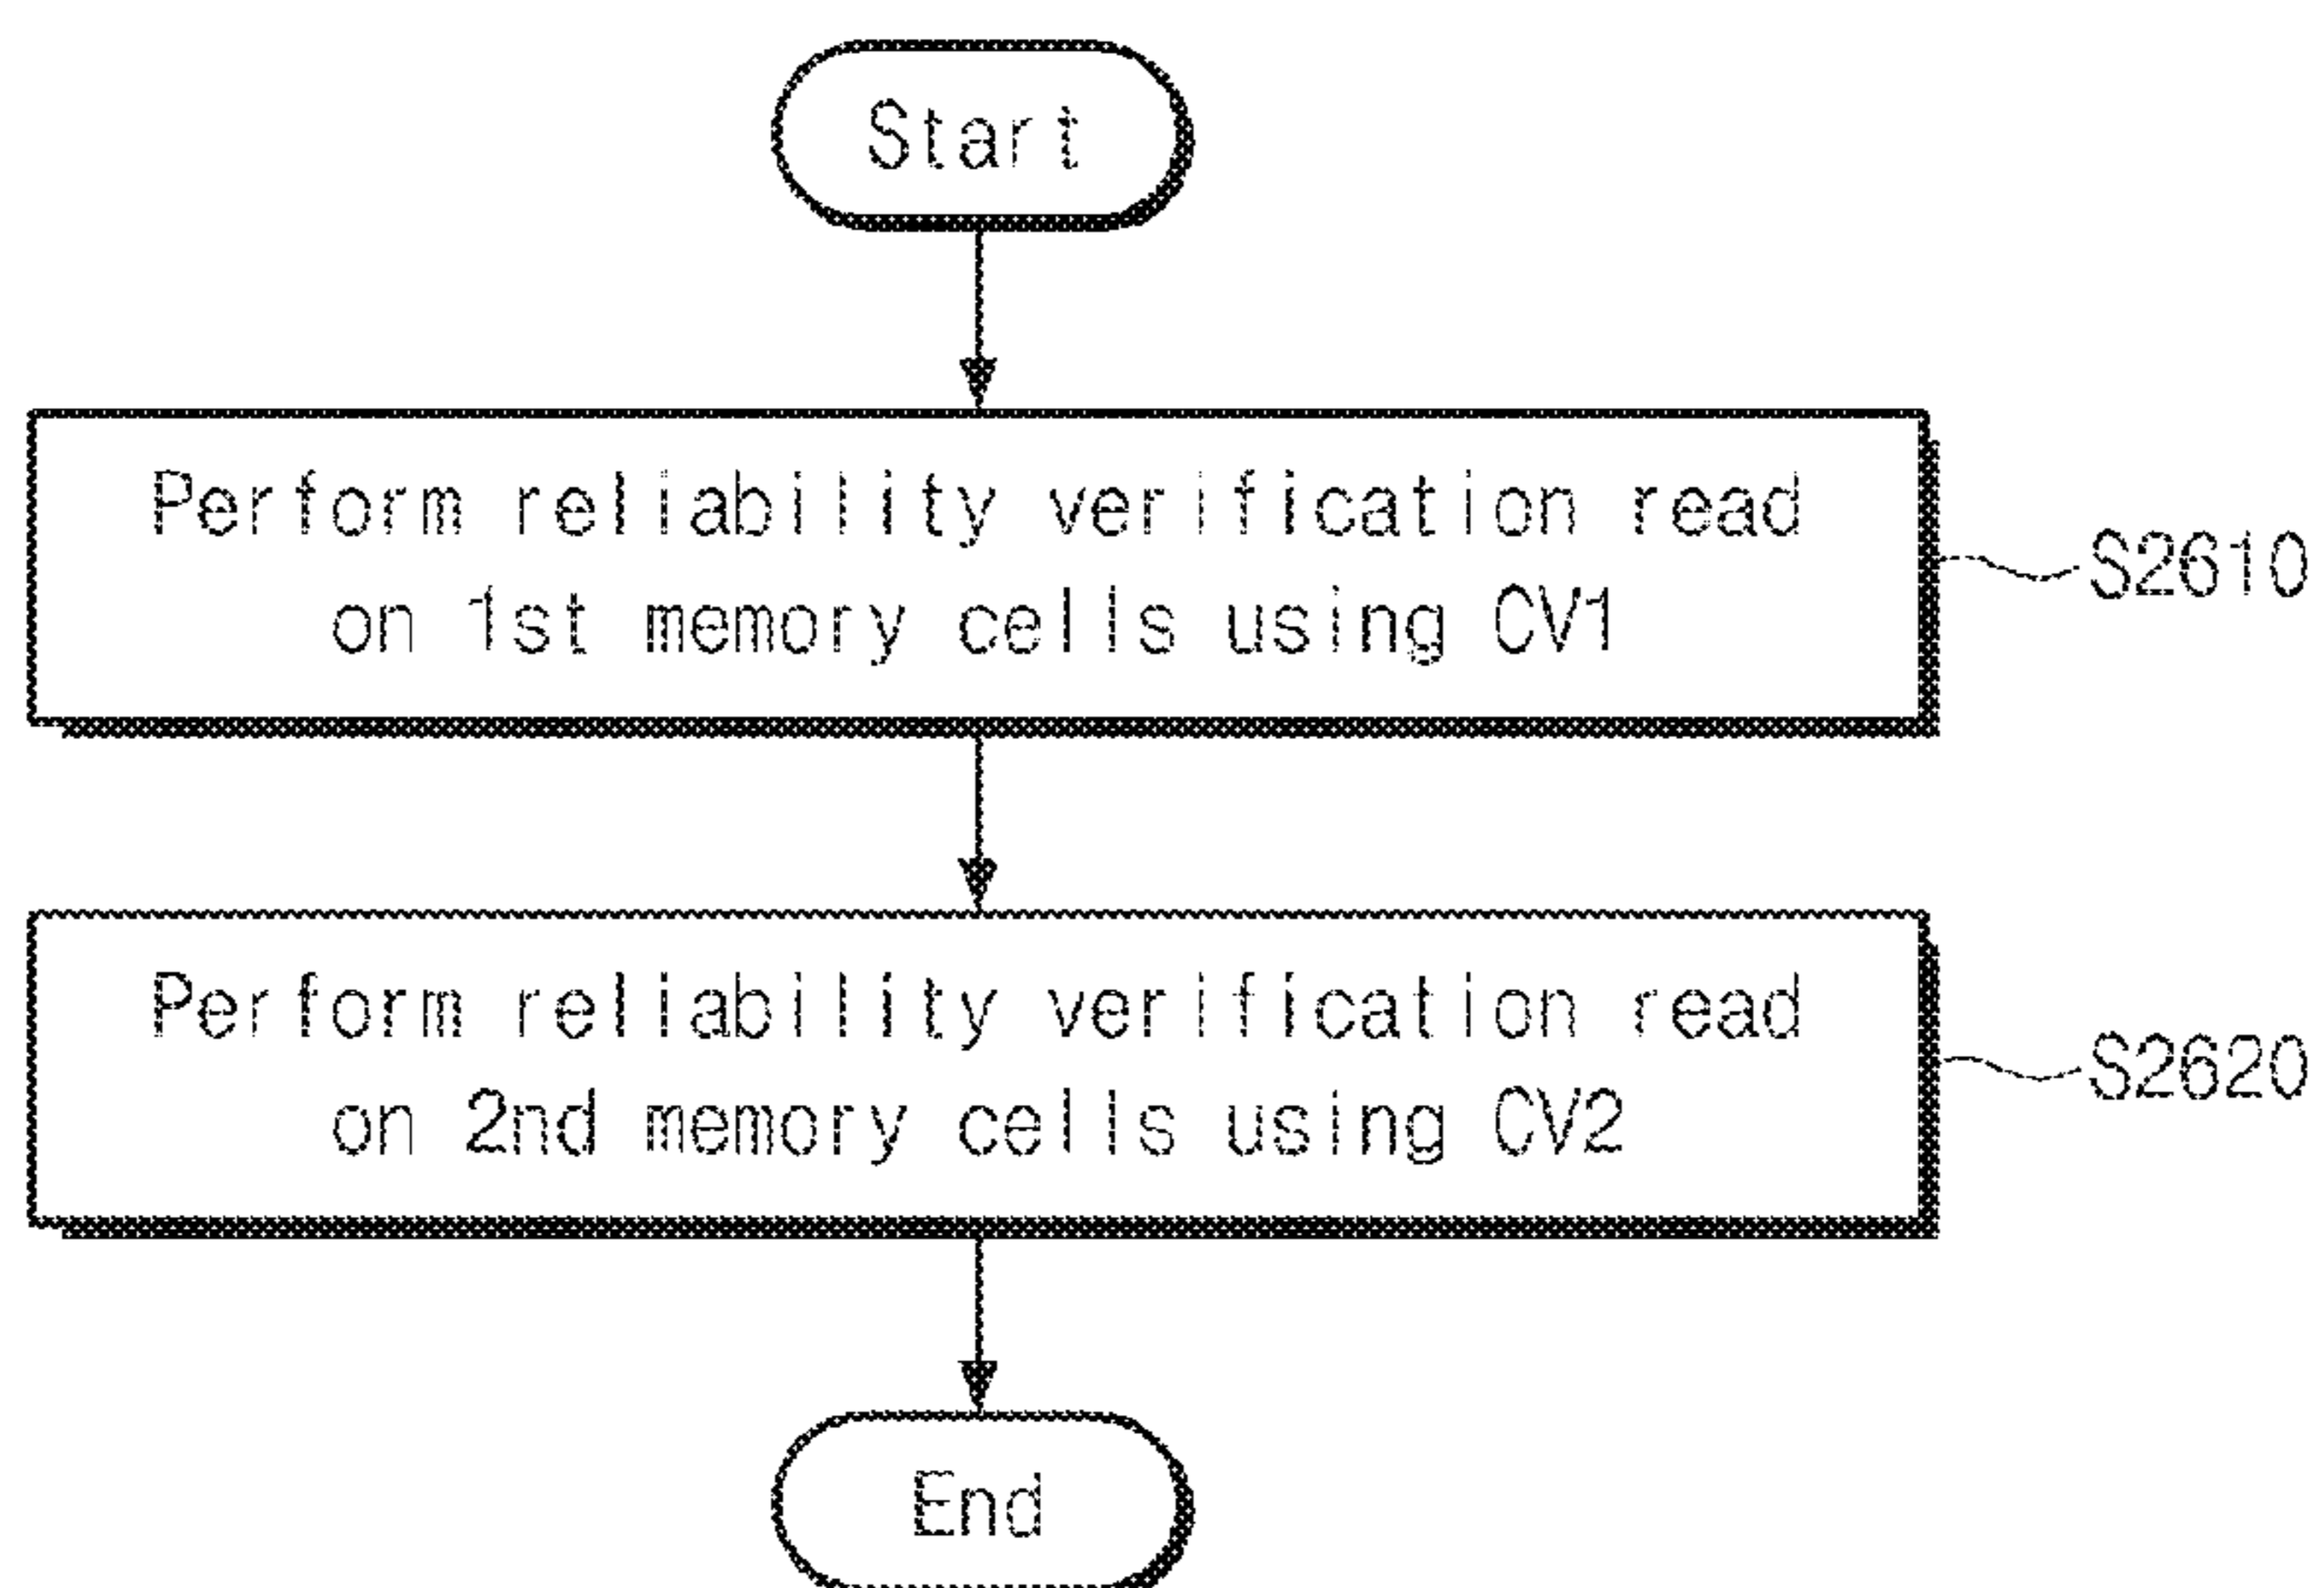 Start
Perform reliability verification read
on 1st memory cells using CV1
S2610
Perform reliability verification read
on 2nd memory cells using CV2
S2620
End